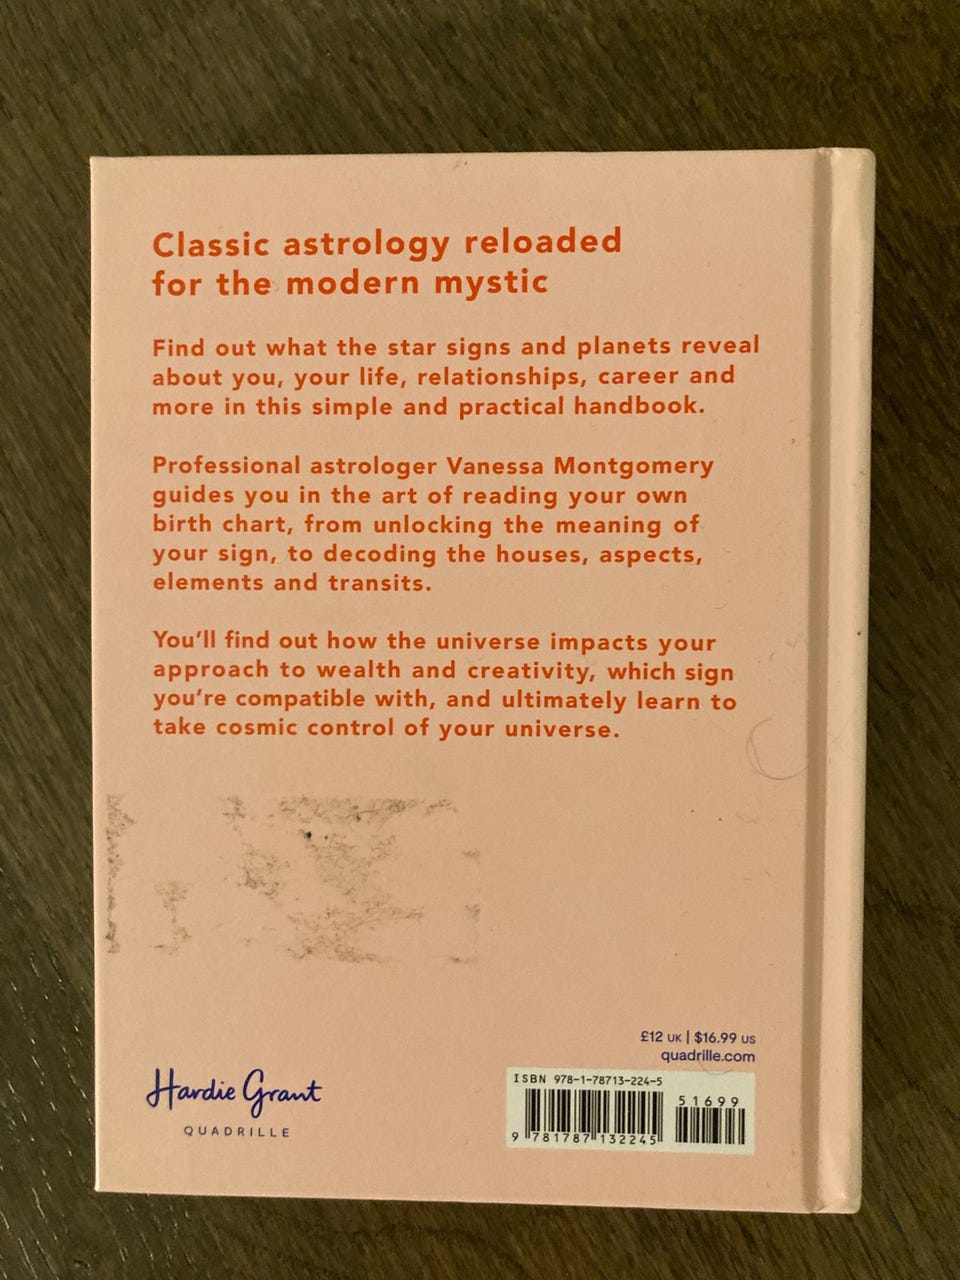 Classic astrology reloaded
for the modern mystic
Find out what the star signs and planets reveal
about you, your life, relationships, career and
more in this simple and practical handbook.
Professional astrologer Vanessa Montgomery
guides you in the art of reading your own
birth chart, from unlocking the meaning of
your sign, to decoding the houses, aspects,
elements and transits.
You'll find out how the universe impacts your
approach to wealth and creativity, which sign
you're compatible with, and ultimately learn to
take cosmic control of your universe.
£12 UK | $16.99 US
quadrille.com
Hardie Grant
QUADRILLE
ISBN 978-1-78713-224-5
51699
9 781787 132245